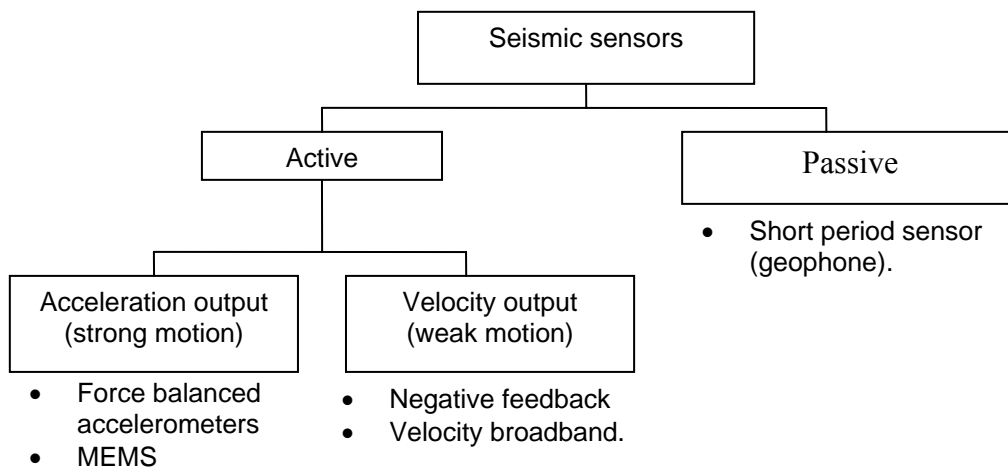 Seismic sensors
Active
Passive
• Short period sensor
(geophone).
Acceleration output
(strong motion)
Velocity output
(weak motion)
• Force balanced
accelerometers
• MEMS
• Negative feedback
• Velocity broadband.